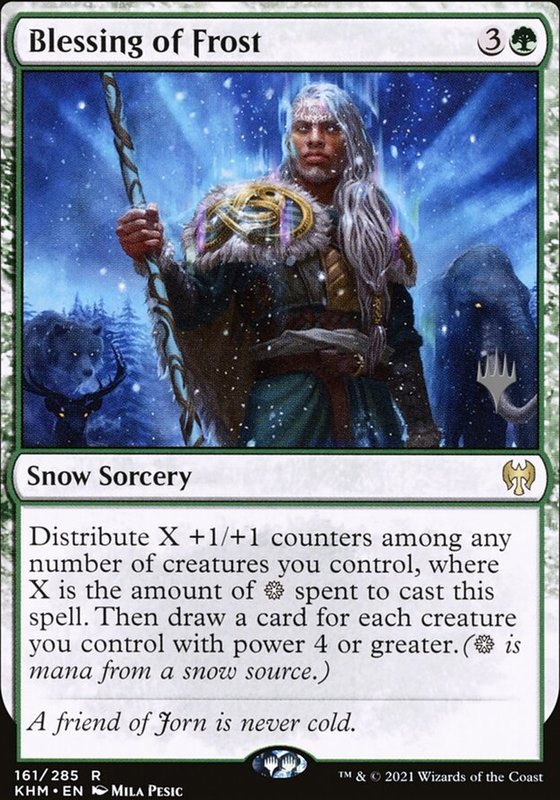 Blessing of Frost 3
Snow Sorcery
Distribute X +1/+1 counters among any
number of creatures you control, where
X is the amount of spent to cast this
spell. Then draw a card for each creature
you control with power 4 or greater. ( is
mana from a snow source.)
A friend of Jorn is never cold.
161/285 R
KHM • EN Mila Pesic
™ & © 2021 Wizards of the Coast